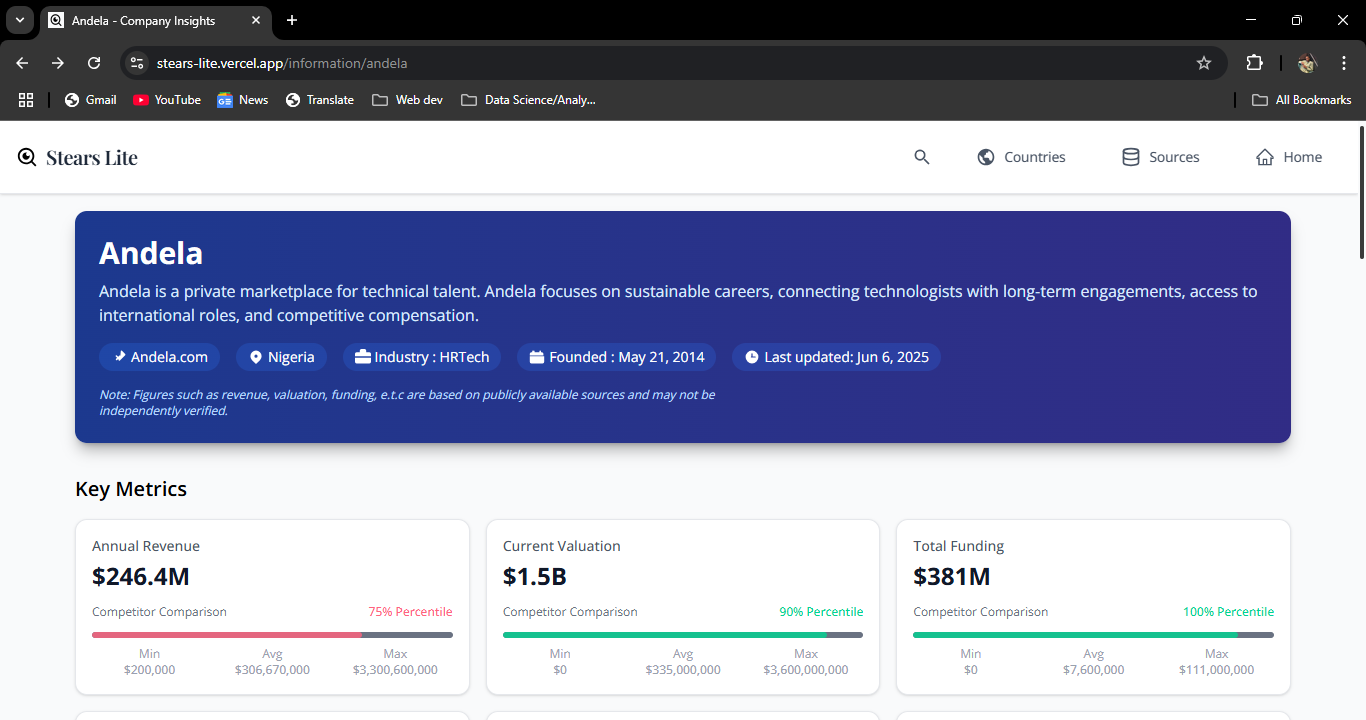 Andela - Company Insights
stears-lite.vercel.app/information/andela
Gmail YouTube News Translate Web dev Data Science/Analy... All Bookmarks
Stears Lite Countries Sources Home
Andela
Andela is a private marketplace for technical talent. Andela focuses on sustainable careers, connecting technologists with long-term engagements, access to
international roles, and competitive compensation.
Andela.com Nigeria Industry : HRTech Founded : May 21, 2014 Last updated: Jun 6, 2025
Note: Figures such as revenue, valuation, funding, e.t.c are based on publicly available sources and may not be
independently verified.
Key Metrics
Annual Revenue Current Valuation Total Funding
$246.4M $1.5B $381M
Competitor Comparison 75% Percentile Competitor Comparison 90% Percentile Competitor Comparison 100% Percentile
Min Avg Max Min Avg Max Min Avg Max
$200,000 $306,670,000 $3,300,600,000 $0 $335,000,000 $3,600,000,000 $0 $7,600,000 $111,000,000